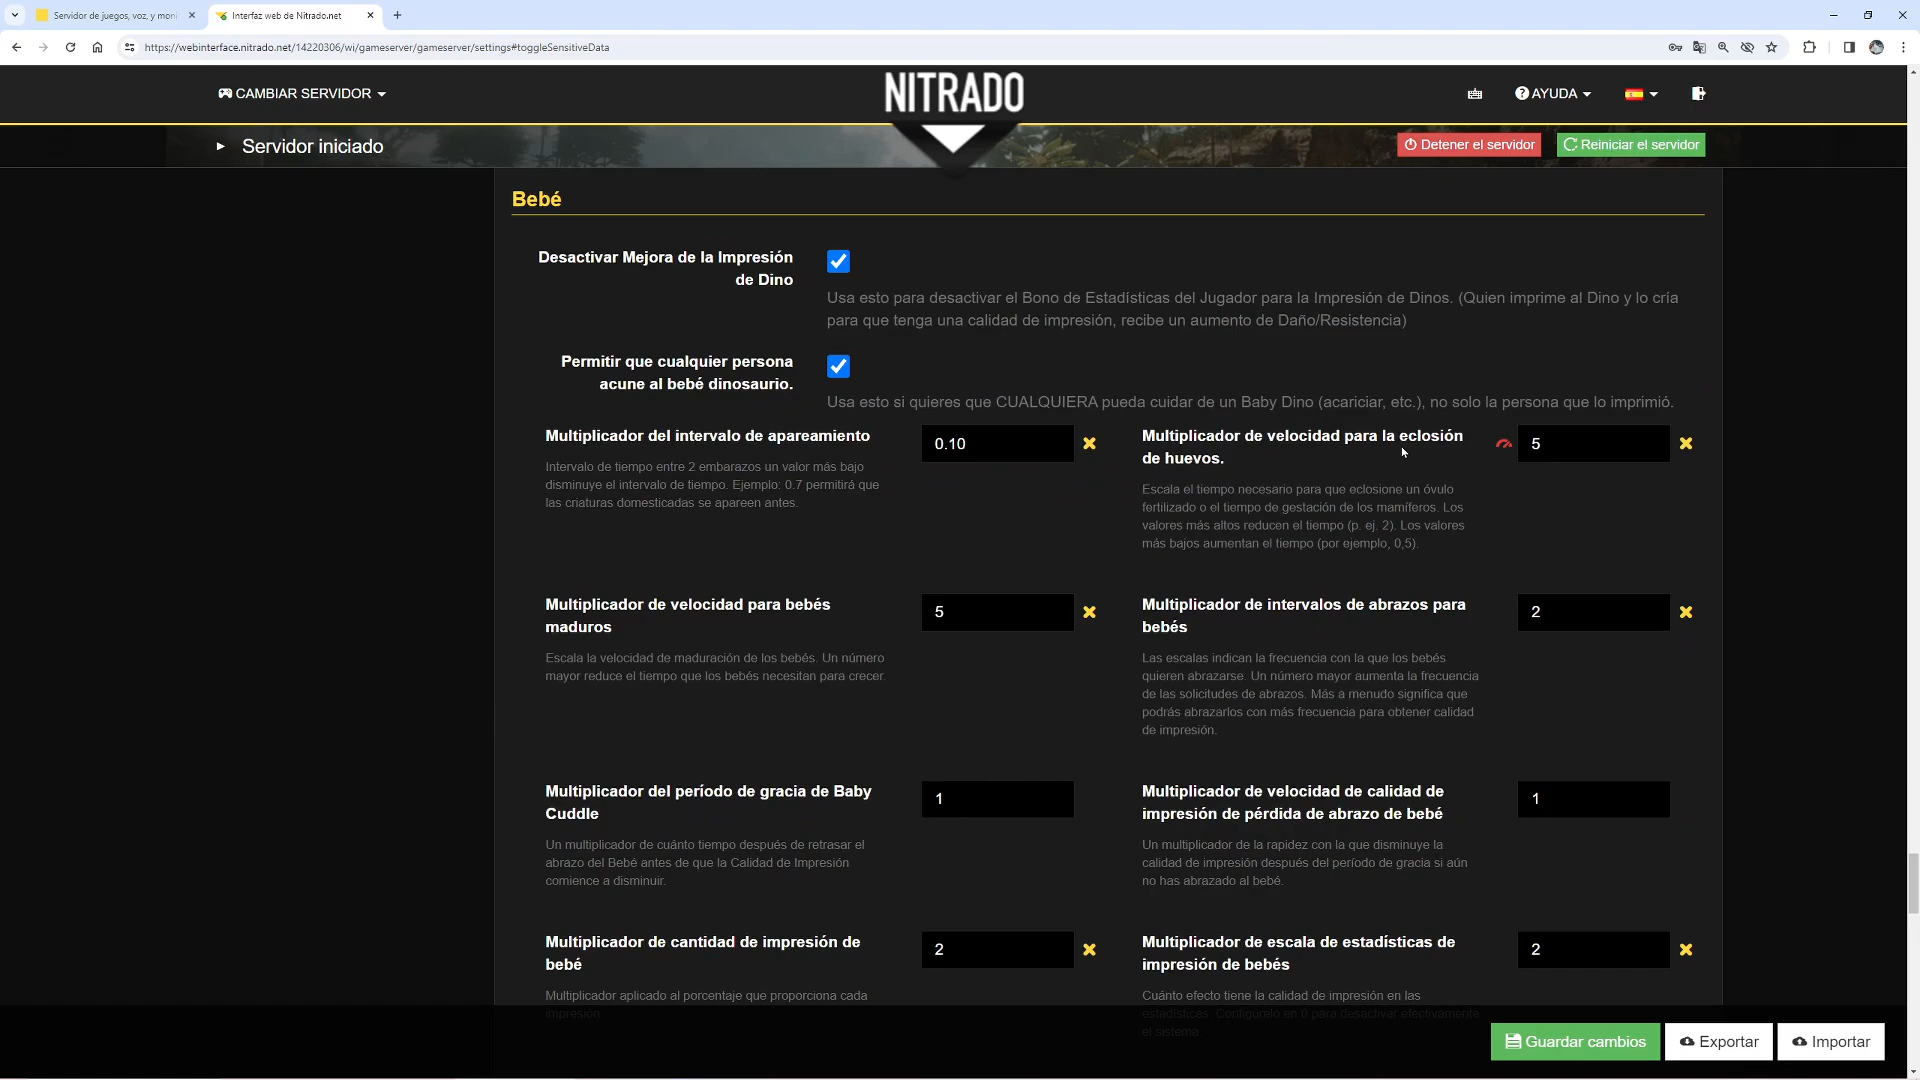 Servidor de juegos, voz, y moni
Interfaz web de Nitrado.net
https://webinterface.nitrado.net/14220306/wi/gameserver/gameserver/settings#toggleSensitiveData
CAMBIAR SERVIDOR
NITRADO
AYUDA
Servidor iniciado
Detener el servidor
Reiniciar el servidor
Bebé
Desactivar Mejora de la Impresión
de Dino
Usa esto para desactivar el Bono de Estadísticas del Jugador para la Impresión de Dinos. (Quien imprime al Dino y lo cría
para que tenga una calidad de impresión, recibe un aumento de Daño/Resistencia)
Permitir que cualquier persona
acune al bebé dinosaurio.
Usa esto si quieres que CUALQUIERA pueda cuidar de un Baby Dino (acariciar, etc.), no solo la persona que lo imprimió.
Multiplicador del intervalo de apareamiento
0.10
Intervalo de tiempo entre 2 embarazos un valor más bajo
disminuye el intervalo de tiempo. Ejemplo: 0.7 permitirá que
las criaturas domesticadas se apareen antes.
Multiplicador de velocidad para la eclosión
de huevos.
5
Escala el tiempo necesario para que eclosione un óvulo
fertilizado o el tiempo de gestación de los mamíferos. Los
valores más altos reducen el tiempo (p. ej. 2). Los valores
más bajos aumentan el tiempo (por ejemplo, 0,5).
Multiplicador de velocidad para bebés
maduros
5
Escala la velocidad de maduración de los bebés. Un número
mayor reduce el tiempo que los bebés necesitan para crecer.
Multiplicador de intervalos de abrazos para
bebés
2
Las escalas indican la frecuencia con la que los bebés
quieren abrazarse. Un número mayor aumenta la frecuencia
de las solicitudes de abrazos. Más a menudo significa que
podrás abrazarlos con más frecuencia para obtener calidad
de impresión.
Multiplicador del período de gracia de Baby
Cuddle
1
Un multiplicador de cuánto tiempo después de retrasar el
abrazo del Bebé antes de que la Calidad de Impresión
comience a disminuir.
Multiplicador de velocidad de calidad de
impresión de pérdida de abrazo de bebé
1
Un multiplicador de la rapidez con la que disminuye la
calidad de impresión después del período de gracia si aún
no has abrazado al bebé.
Multiplicador de cantidad de impresión de
bebé
2
Multiplicador aplicado al porcentaje que proporciona cada
impresión
Multiplicador de escala de estadísticas de
impresión de bebés
2
Cuánto efecto tiene la calidad de impresión en las
estadísticas. Configúrelo en 0 para desactivar efectivamente
el sistema
Guardar cambios
Exportar
Importar